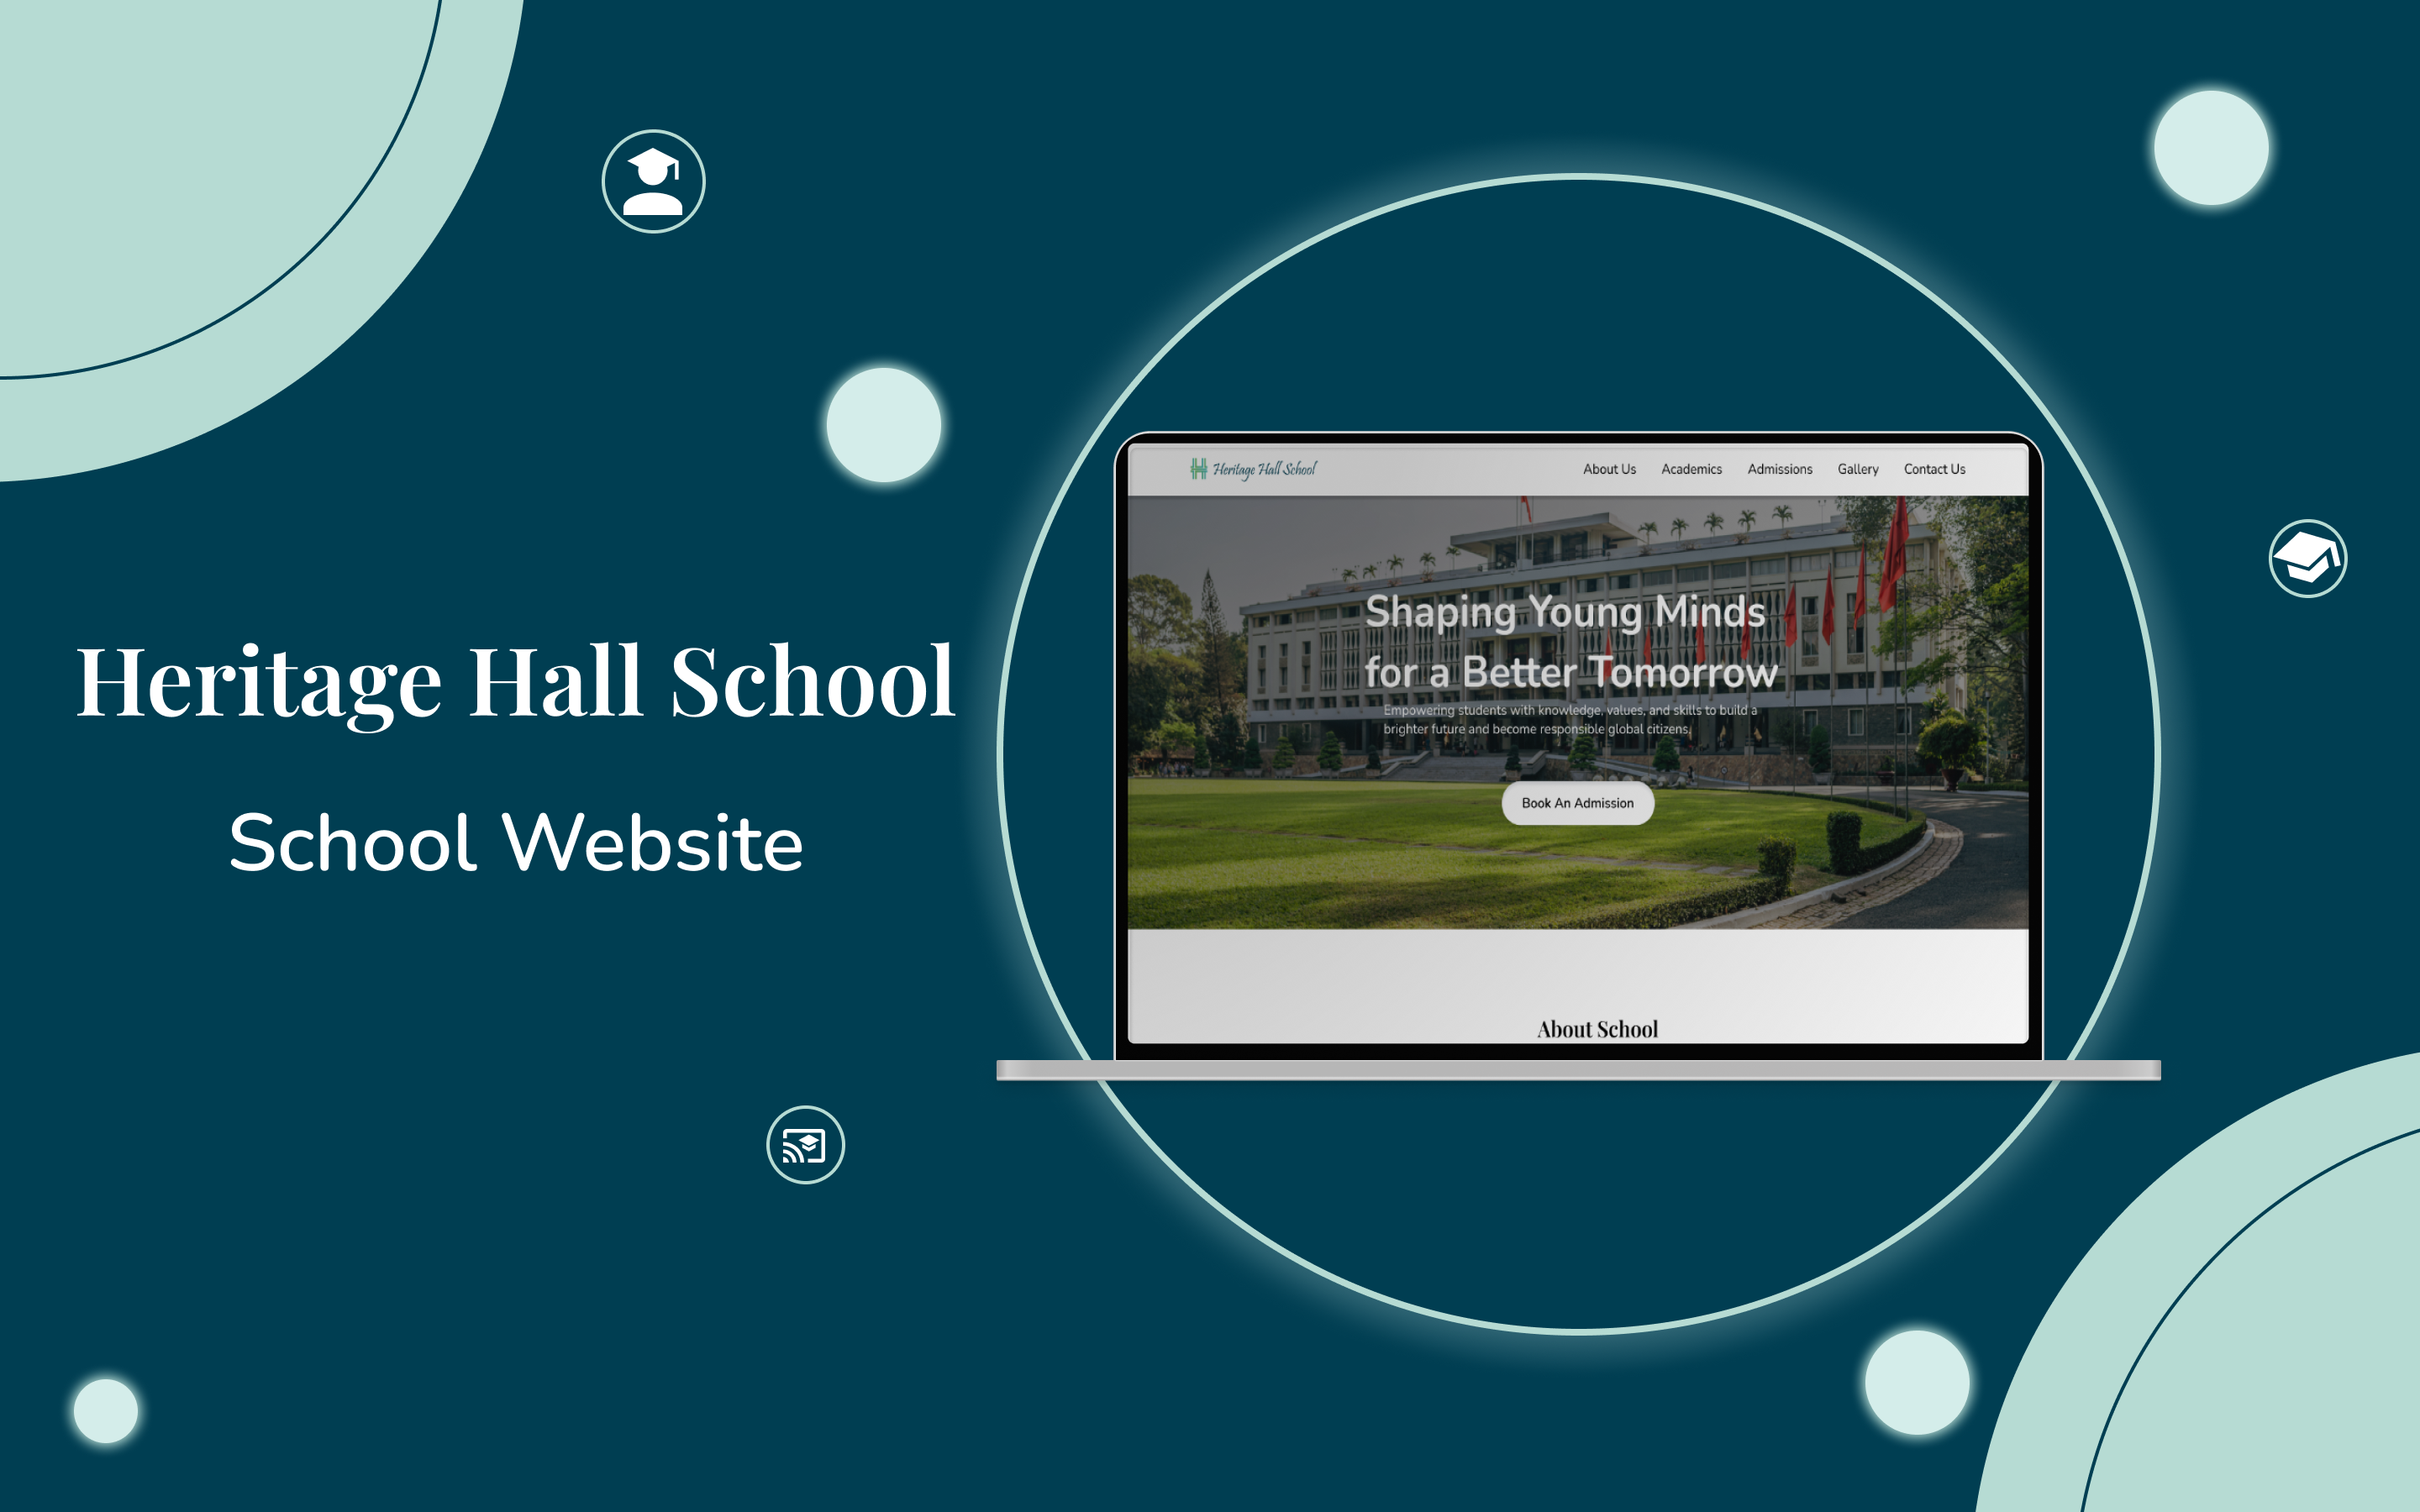 Heritage Hall School
School Website
Heritage Hall School
About Us Academics Admissions Gallery Contact Us
Shaping Young Minds
for a Better Tomorrow
Empowering students with knowledge, values, and skills to build a
brighter future and become responsible global citizens.
Book An Admission
About School